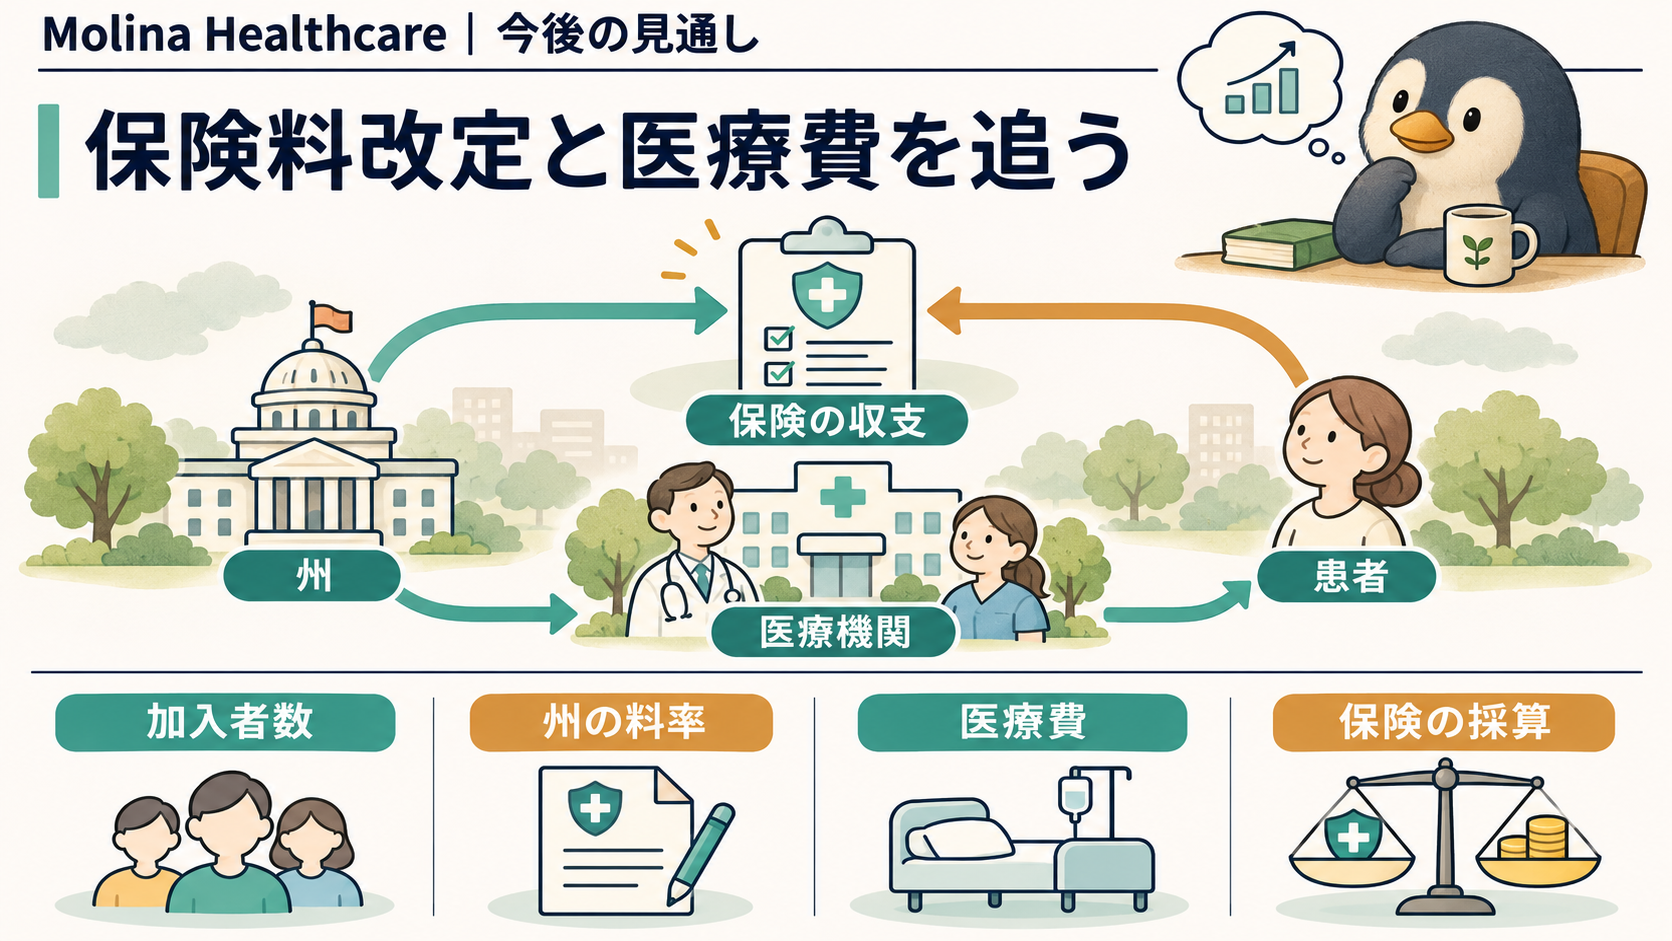 Molina Healthcare｜今後の見通し
保険料改定と医療費を追う
保険の収支
州
医療機関
患者
加入者数
州の料率
医療費
保険の採算